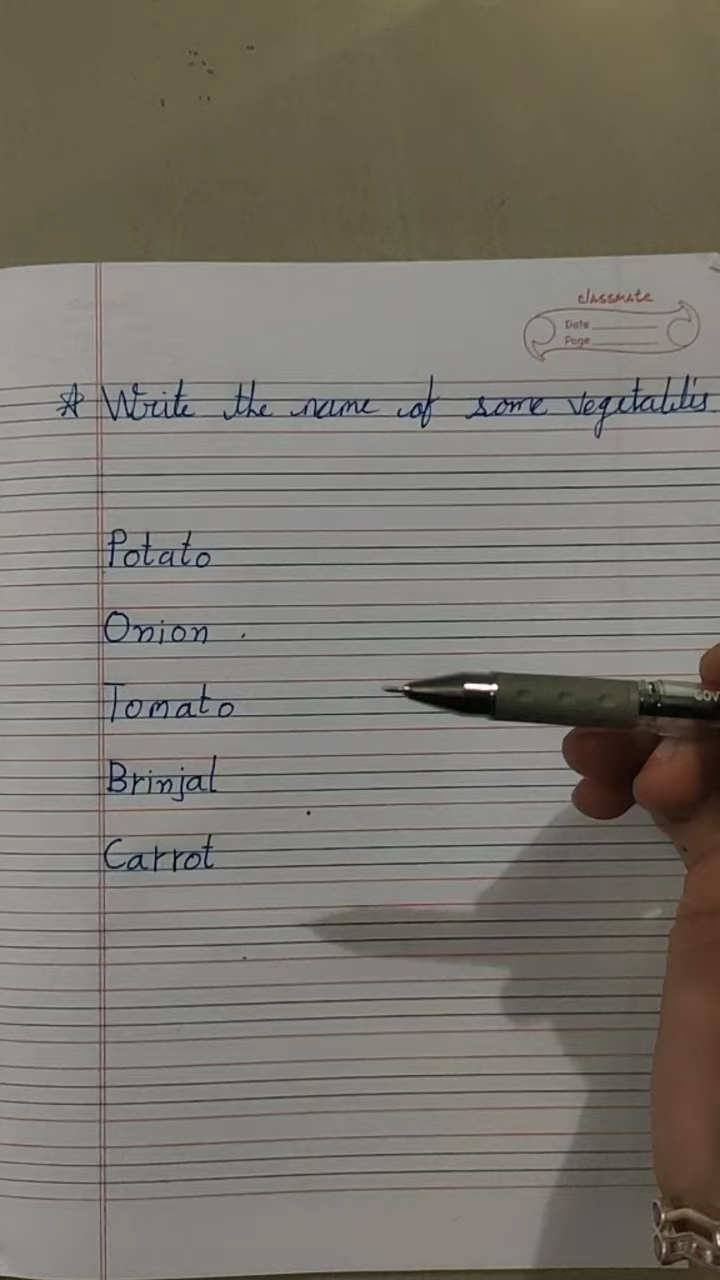 classmate
Date
Page
* Write the name of some vegetables
Potato
Onion
Tomato
Brinjal
Carrot